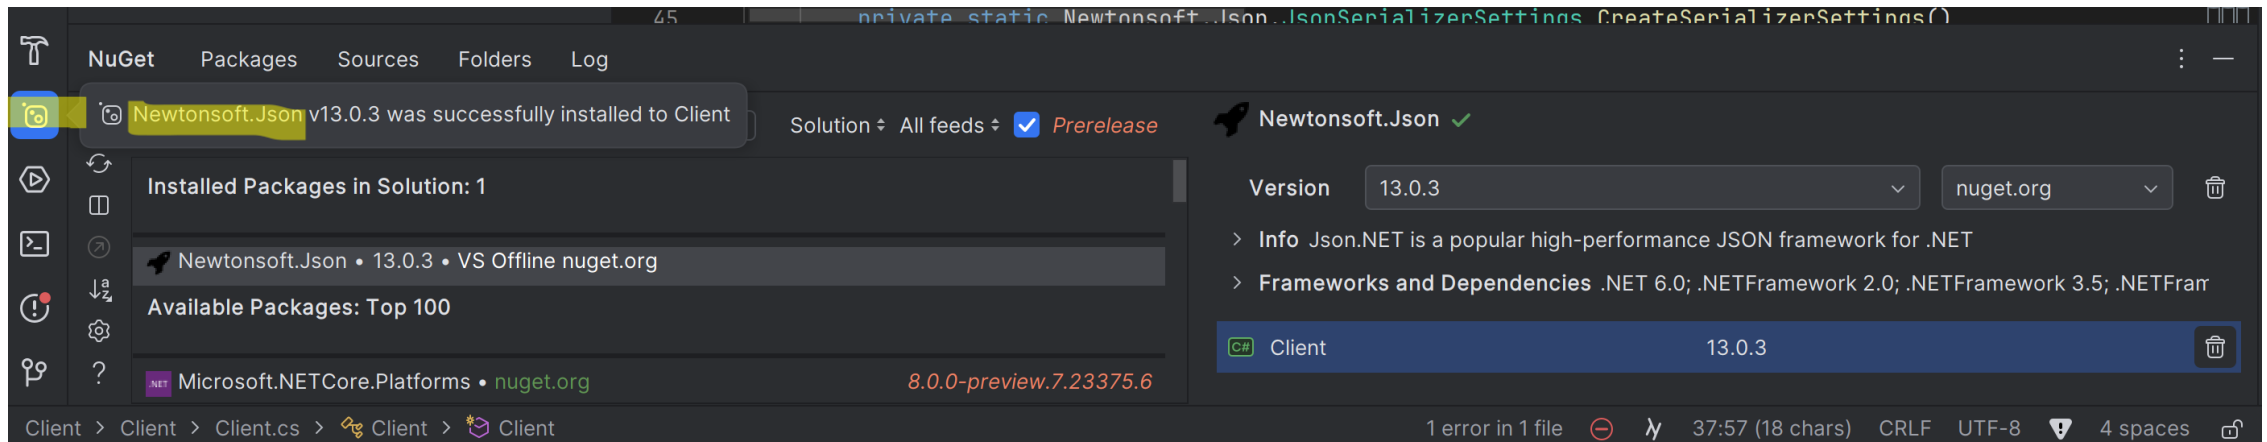 45 private static Newtonsoft.Json.JsonSerializerSettings CreateSerializerSettings()
NuGet Packages Sources Folders Log
Newtonsoft.Json v13.0.3 was successfully installed to Client
Solution All feeds Prerelease
Installed Packages in Solution: 1
Newtonsoft.Json • 13.0.3 • VS Offline nuget.org
Available Packages: Top 100
.NET Microsoft.NETCore.Platforms • nuget.org 8.0.0-preview.7.23375.6
Newtonsoft.Json
Version 13.0.3 nuget.org
Info Json.NET is a popular high-performance JSON framework for .NET
Frameworks and Dependencies .NET 6.0; .NETFramework 2.0; .NETFramework 3.5; .NETFram
C# Client 13.0.3
Client > Client > Client.cs > Client > Client 1 error in 1 file 37:57 (18 chars) CRLF UTF-8 4 spaces